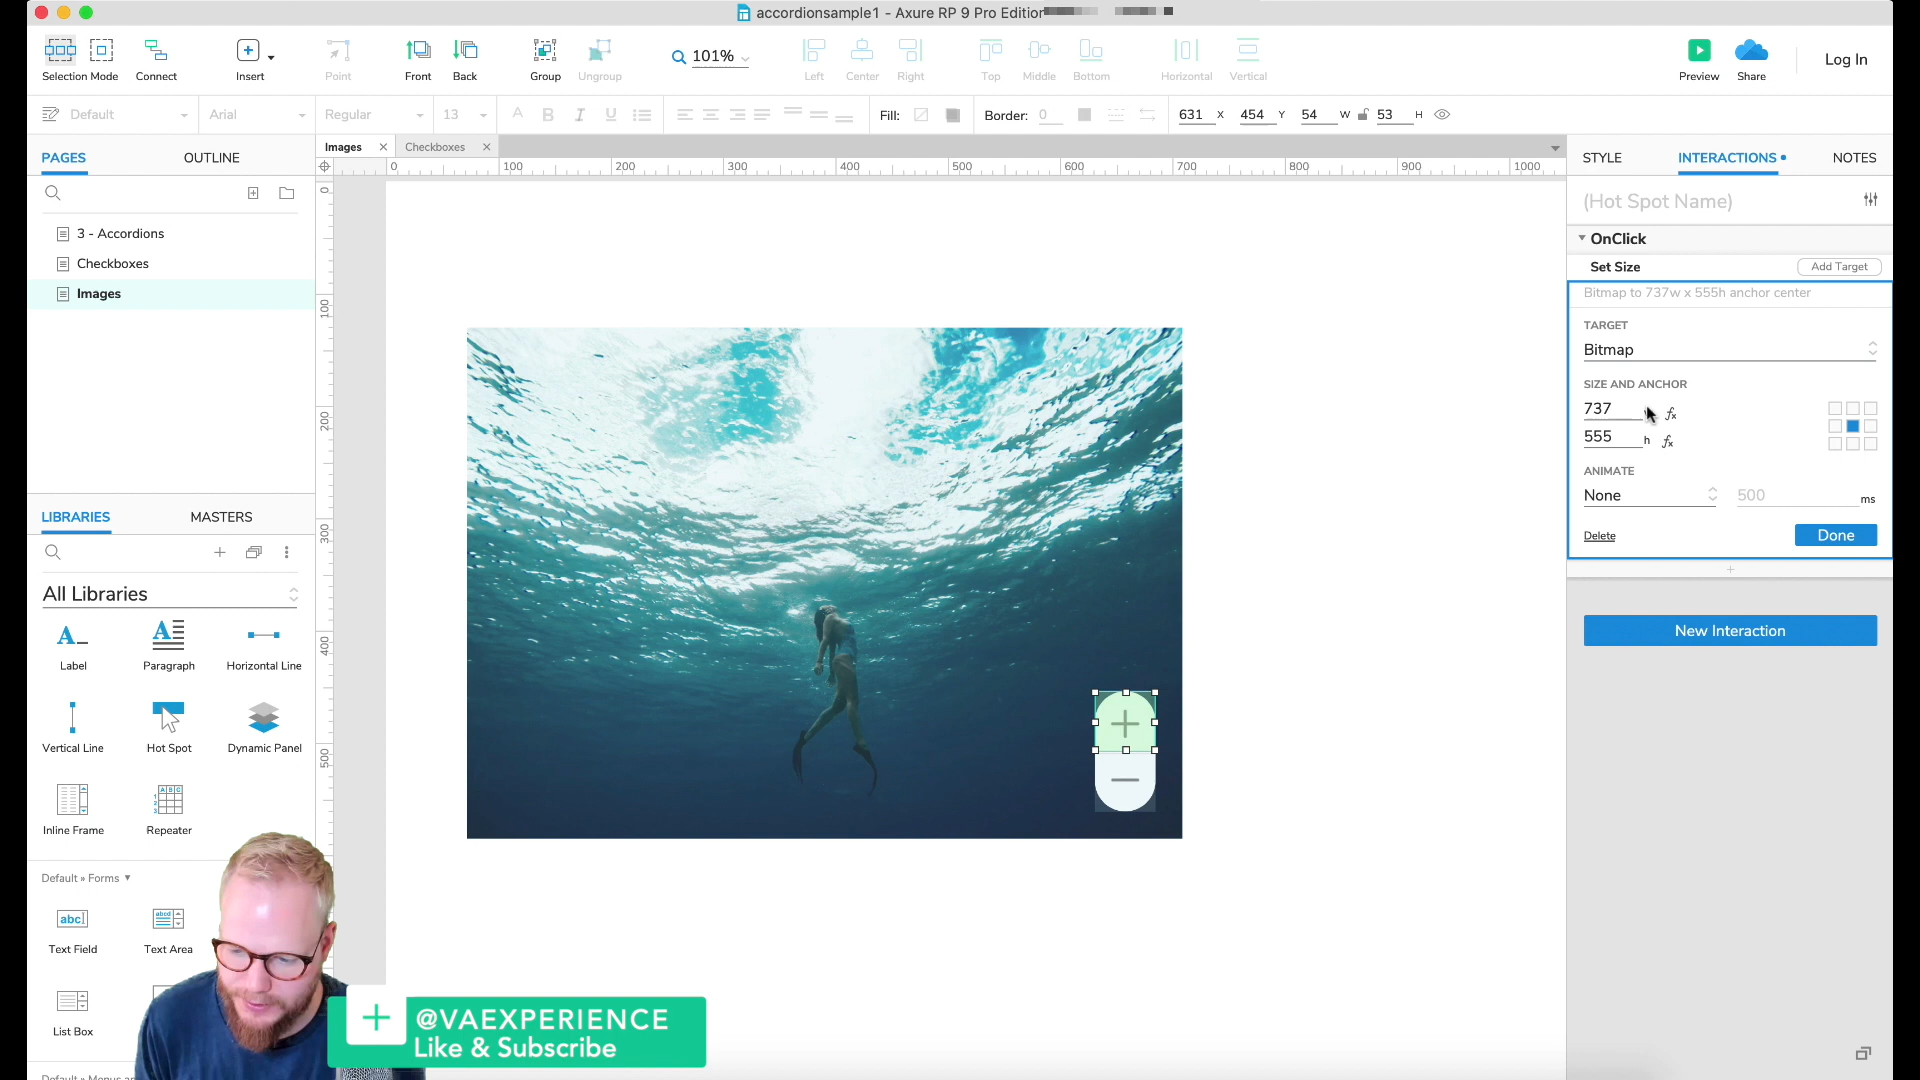 accordionsample1 - Axure RP 9 Pro Edition
Selection Mode
Connect
Insert
Point
Front
Back
Group
Ungroup
101%
Left
Center
Right
Top
Middle
Bottom
Horizontal
Vertical
Preview
Share
Log In
Default
Arial
Regular
13
Fill:
Border:
0
631 X
454 Y
54 W
53 H
PAGES
OUTLINE
Images
Checkboxes
0 100 200 300 400 500 600 700 800 900 1000
STYLE
INTERACTIONS
NOTES
3 - Accordions
Checkboxes
Images
(Hot Spot Name)
OnClick
Set Size
Add Target
Bitmap to 737w x 555h anchor center
TARGET
Bitmap
SIZE AND ANCHOR
737
555 h
fx
fx
ANIMATE
None
500 ms
Delete
Done
New Interaction
0
100
200
300
400
500
LIBRARIES
MASTERS
All Libraries
Label
Paragraph
Horizontal Line
Vertical Line
Hot Spot
Dynamic Panel
Inline Frame
Repeater
Default » Forms
Text Field
Text Area
List Box
@VAEXPERIENCE
Like & Subscribe